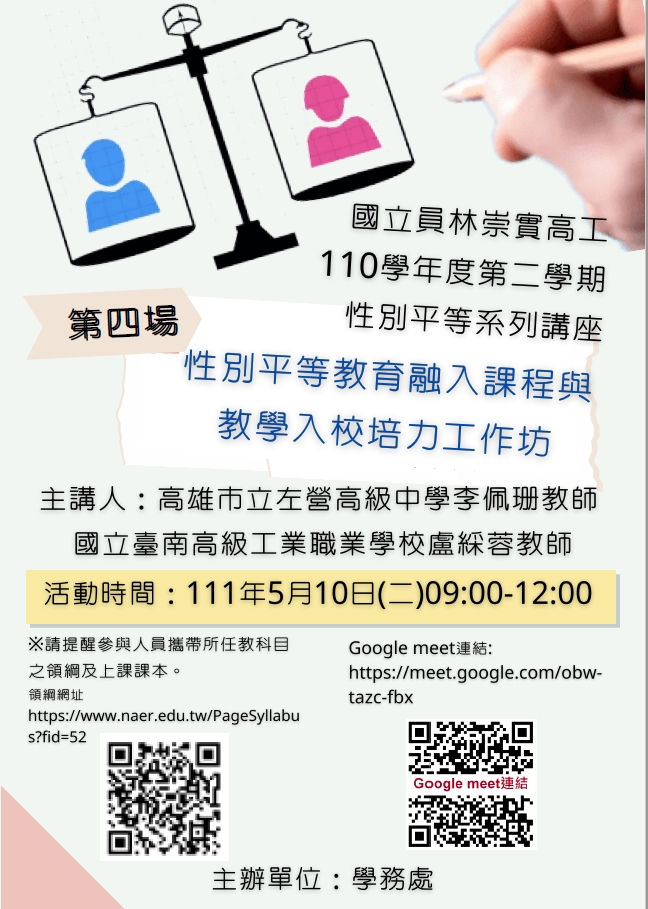 國立員林崇實高工
110學年度第二學期
性別平等系列講座
第四場
性別平等教育融入課程與
教學入校培力工作坊
主講人：高雄市立左營高級中學李佩珊教師
國立臺南高級工業職業學校盧綵蓉教師
活動時間：111年5月10日(二)09:00-12:00
※請提醒參與人員攜帶所任教科目
之領綱及上課課本。
領綱網址
https://www.naer.edu.tw/PageSyllabu
s?fid=52
Google meet連結:
https://meet.google.com/obw-
tazc-fbx
Google meet連結
主辦單位：學務處